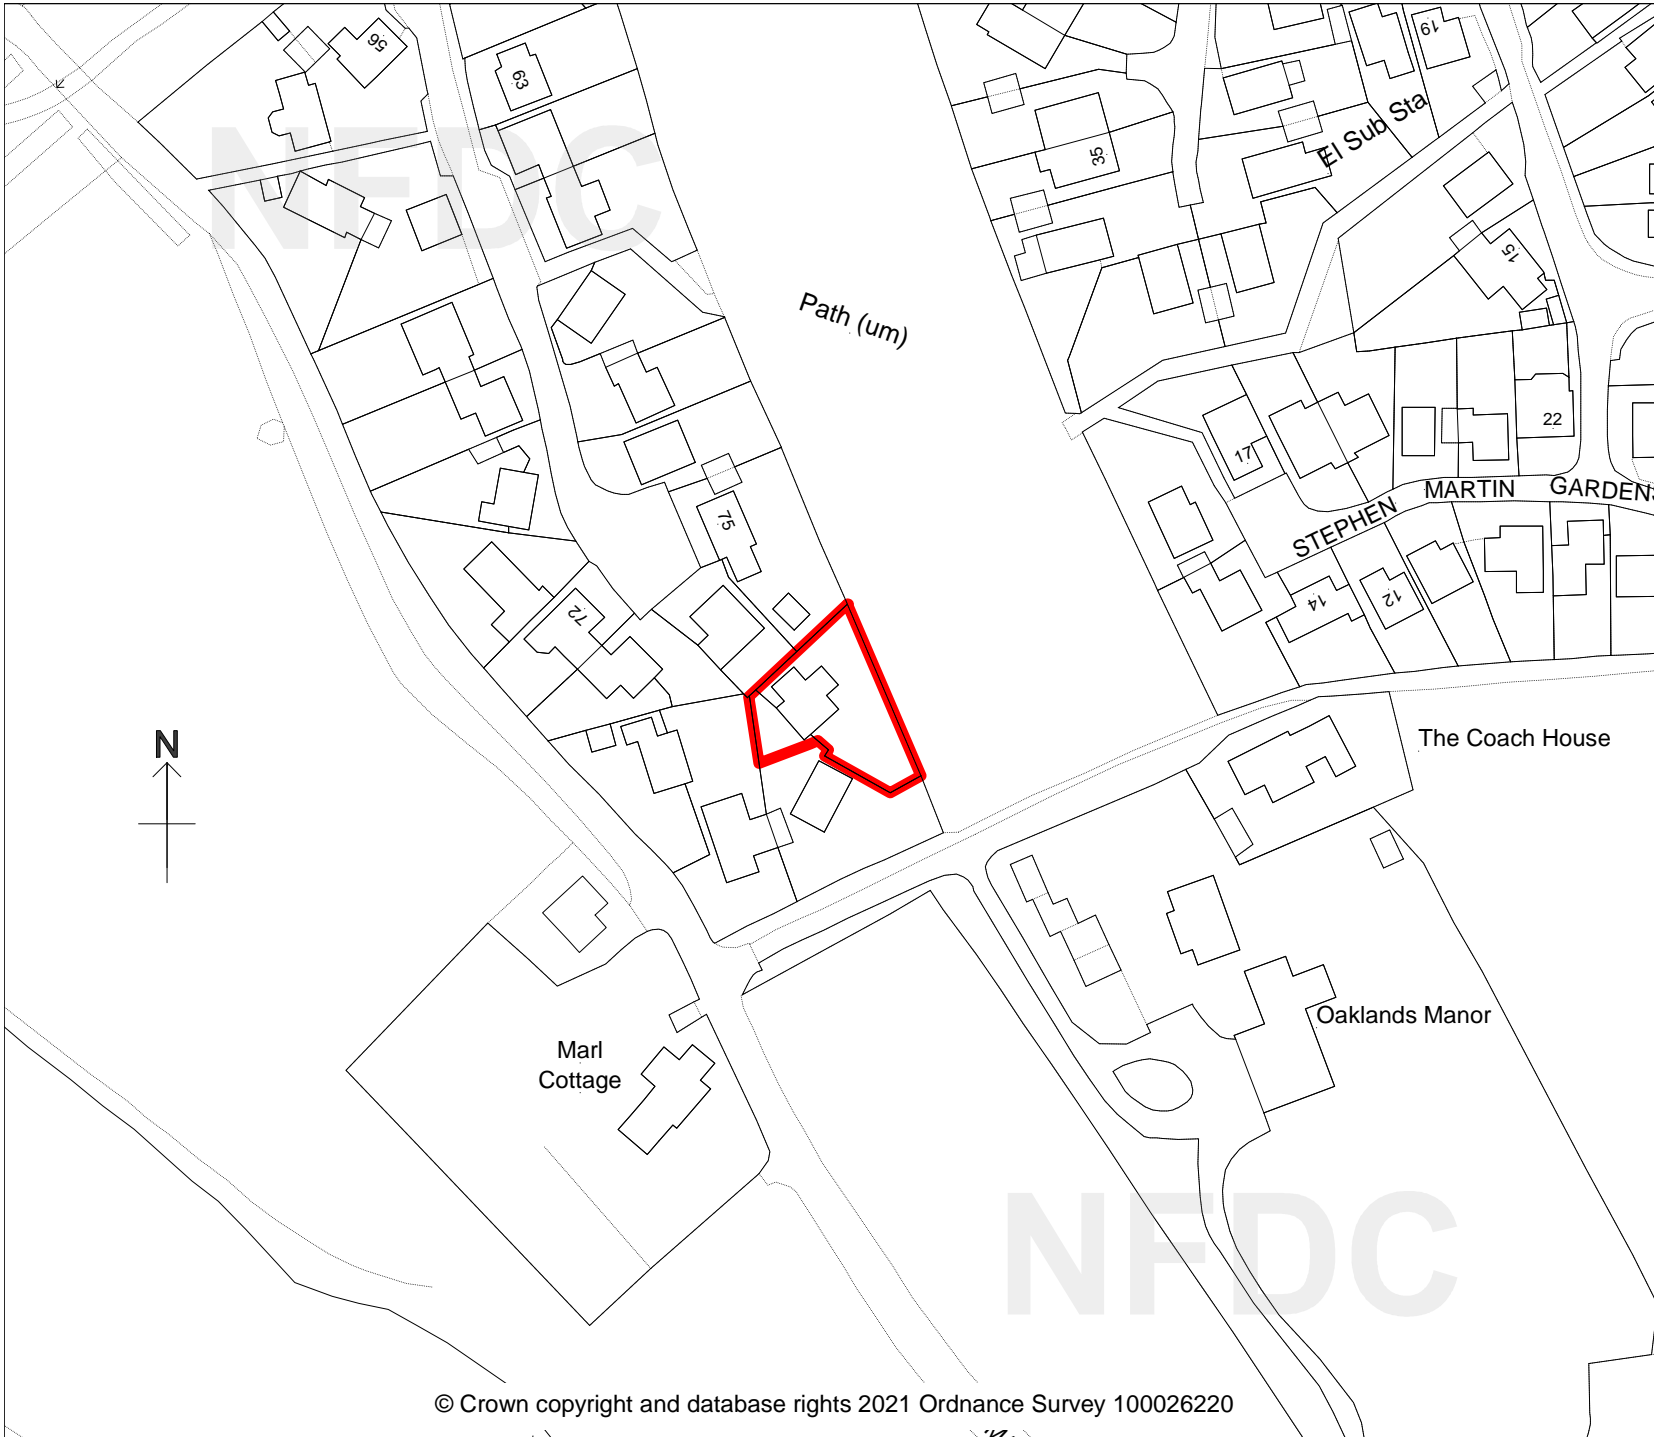 56
63
19
El Sub Sta
35
NFDC
15
Path (um)
22
17
MARTIN
GARDENS
STEPHEN
75
14
12
72
N
The Coach House
Oaklands Manor
Marl
Cottage
NFDC
© Crown copyright and database rights 2021 Ordnance Survey 100026220